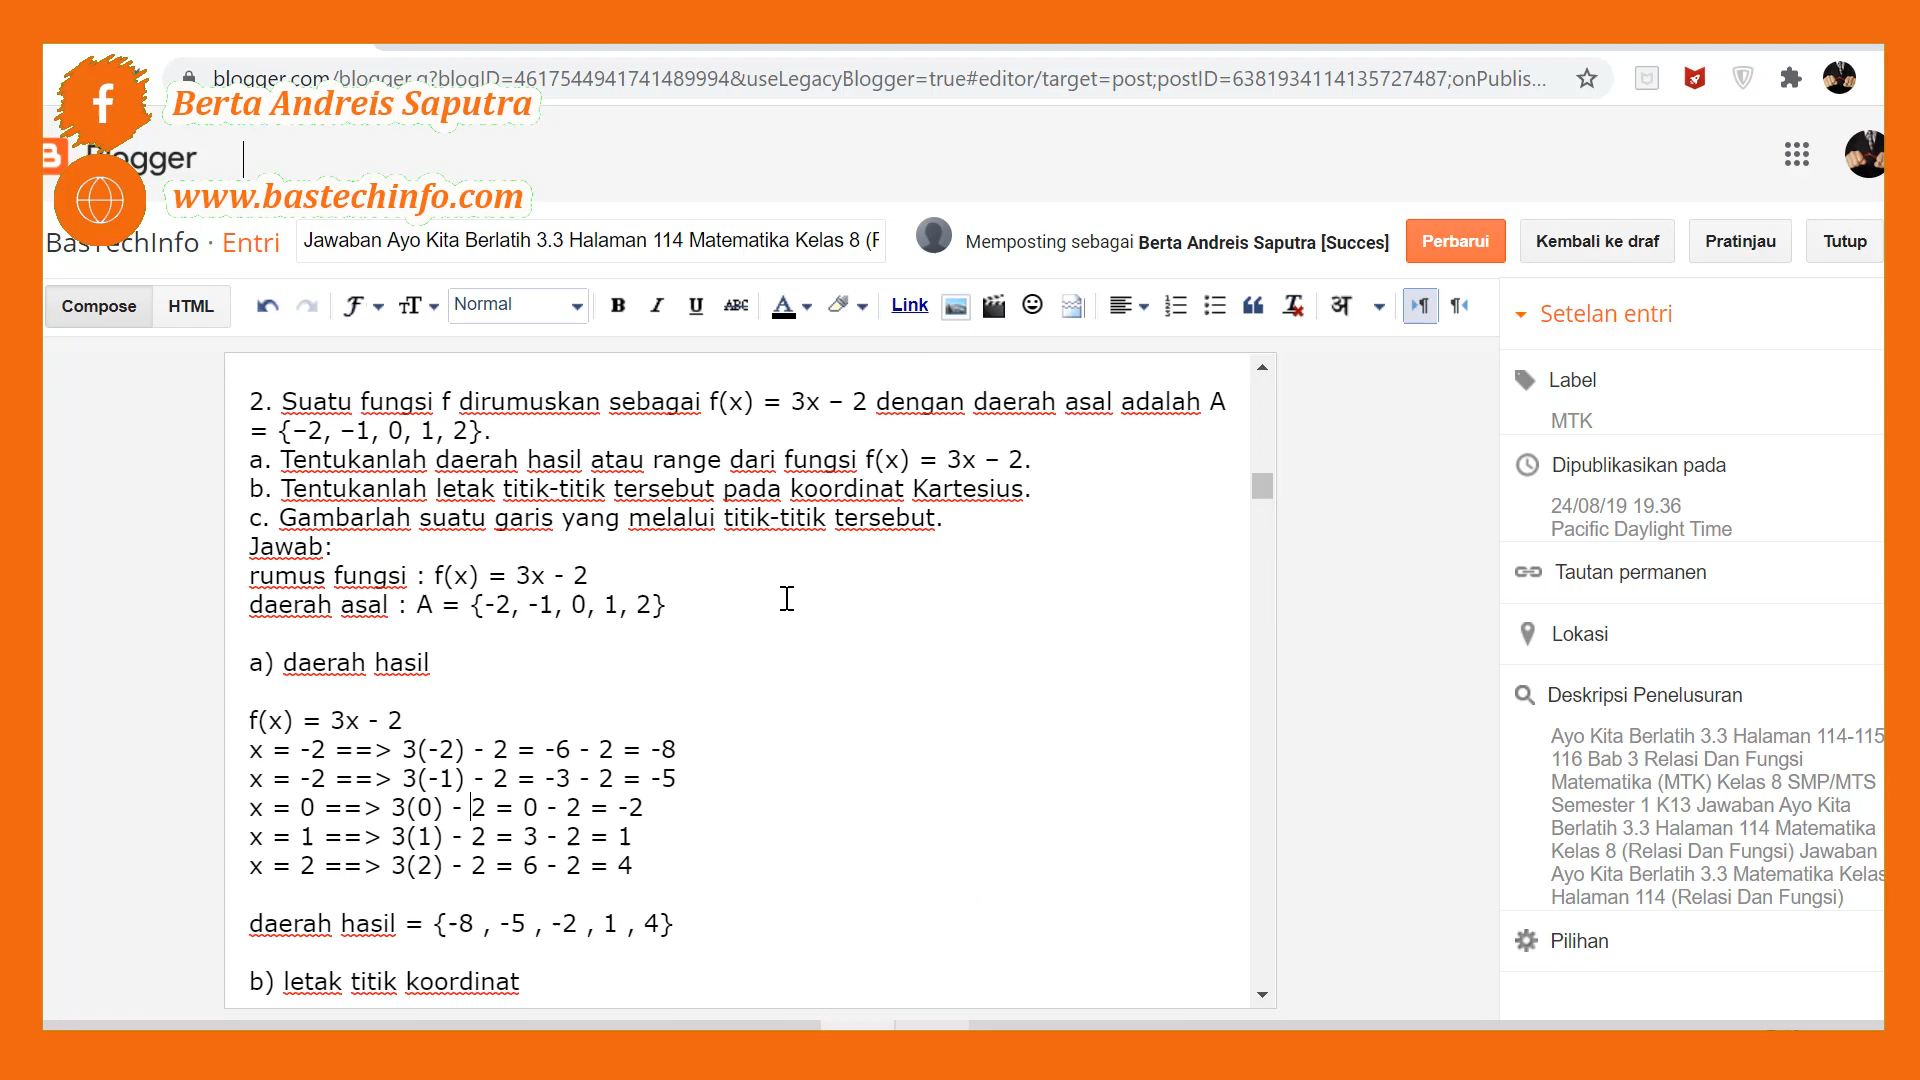 blogger.com/blogger.g?blogID=4617544941741489994&useLegacyBlogger=true#editor/target=post;postID=6381934114135727487;onPublis...
f Berta Andreis Saputra
Blogger
www.bastechinfo.com
BasTechInfo · Entri
Jawaban Ayo Kita Berlatih 3.3 Halaman 114 Matematika Kelas 8 (F
Memposting sebagai Berta Andreis Saputra [Succes]
Perbarui
Kembali ke draf
Pratinjau
Tutup
Compose
HTML
Normal
B I U ABC A
Link
अ
Setelan entri
Label
MTK
Dipublikasikan pada
24/08/19 19.36
Pacific Daylight Time
Tautan permanen
Lokasi
Deskripsi Penelusuran
Ayo Kita Berlatih 3.3 Halaman 114-115
116 Bab 3 Relasi Dan Fungsi
Matematika (MTK) Kelas 8 SMP/MTS
Semester 1 K13 Jawaban Ayo Kita
Berlatih 3.3 Halaman 114 Matematika
Kelas 8 (Relasi Dan Fungsi) Jawaban
Ayo Kita Berlatih 3.3 Matematika Kelas
Halaman 114 (Relasi Dan Fungsi)
Pilihan
2. Suatu fungsi f dirumuskan sebagai f(x) = 3x – 2 dengan daerah asal adalah A
= {–2, –1, 0, 1, 2}.
a. Tentukanlah daerah hasil atau range dari fungsi f(x) = 3x – 2.
b. Tentukanlah letak titik-titik tersebut pada koordinat Kartesius.
c. Gambarlah suatu garis yang melalui titik-titik tersebut.
Jawab:
rumus fungsi : f(x) = 3x - 2
daerah asal : A = {-2, -1, 0, 1, 2}
a) daerah hasil
f(x) = 3x - 2
x = -2 ==> 3(-2) - 2 = -6 - 2 = -8
x = -2 ==> 3(-1) - 2 = -3 - 2 = -5
x = 0 ==> 3(0) - 2 = 0 - 2 = -2
x = 1 ==> 3(1) - 2 = 3 - 2 = 1
x = 2 ==> 3(2) - 2 = 6 - 2 = 4
daerah hasil = {-8 , -5 , -2 , 1 , 4}
b) letak titik koordinat